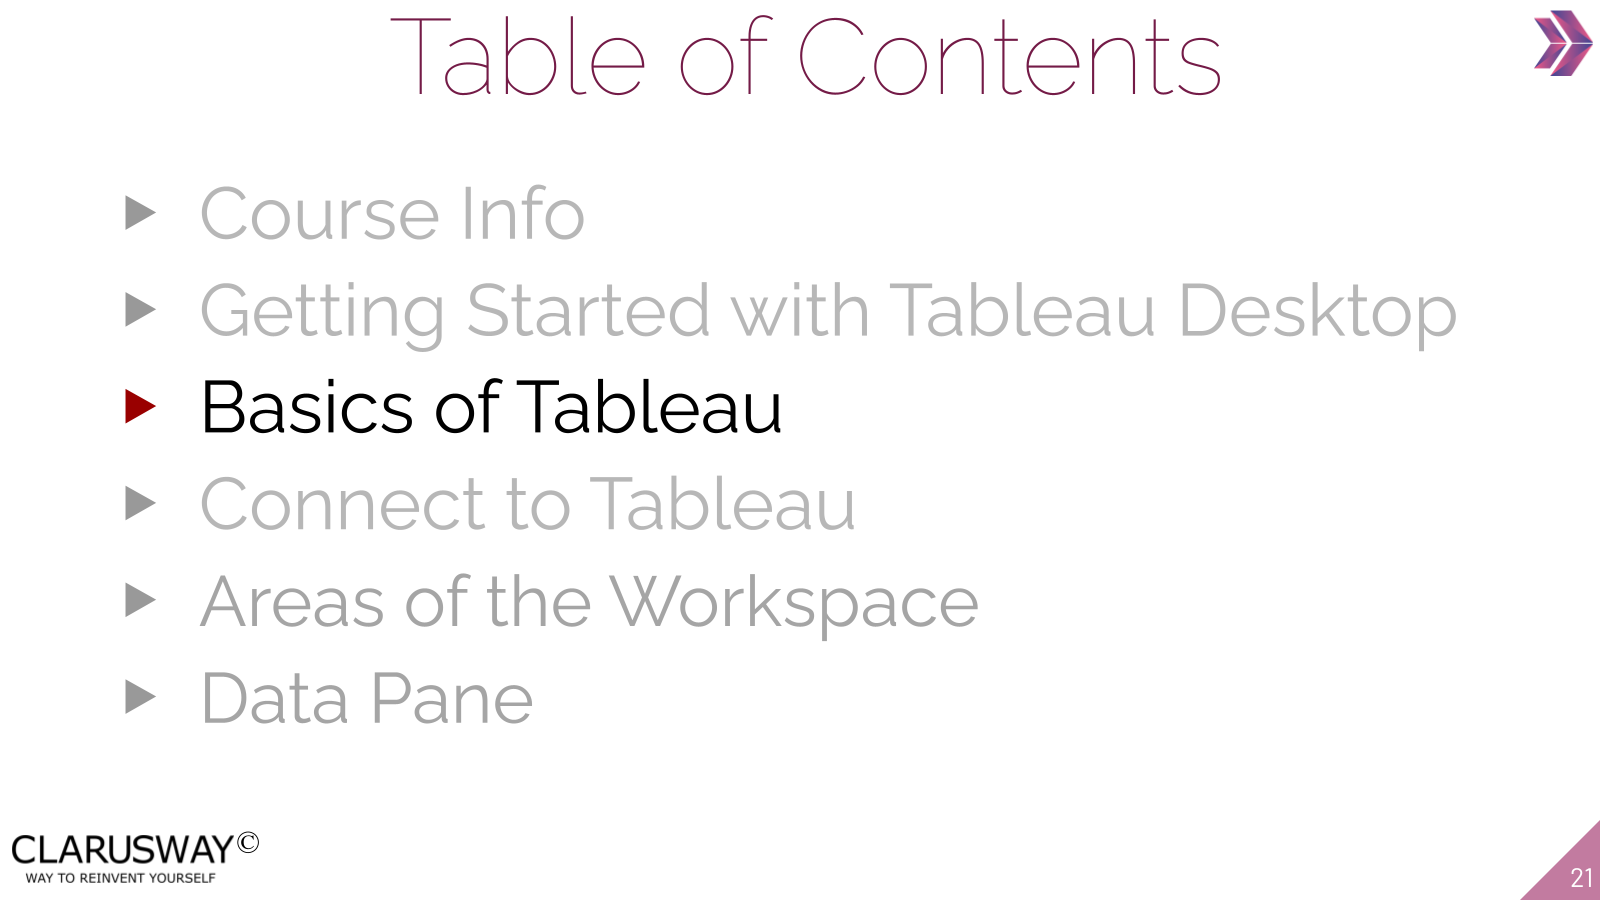 Table of Contents
Course Info
Getting Started with Tableau Desktop
Basics of Tableau
Connect to Tableau
Areas of the Workspace
Data Pane
CLARUSWAY©
WAY TO REINVENT YOURSELF
21